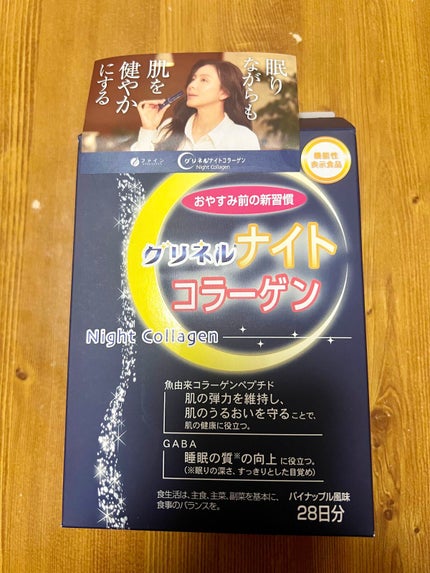 眠り
ながらも
肌を
健やか
にする
ファイン
グリネルナイトコラーゲン
Night Collagen
機能性
表示食品
おやすみ前の新習慣
グリネル ナイト
コラーゲン
Night Collagen
魚由来コラーゲンペプチド
肌の弾力を維持し、
肌のうるおいを守ることで、
肌の健康に役立つ。
GABA
睡眠の質※の向上に役立つ。
(※眠りの深さ、すっきりとした目覚め)
食生活は、主食、主菜、副菜を基本に、
食事のバランスを。
パイナップル風味
28日分